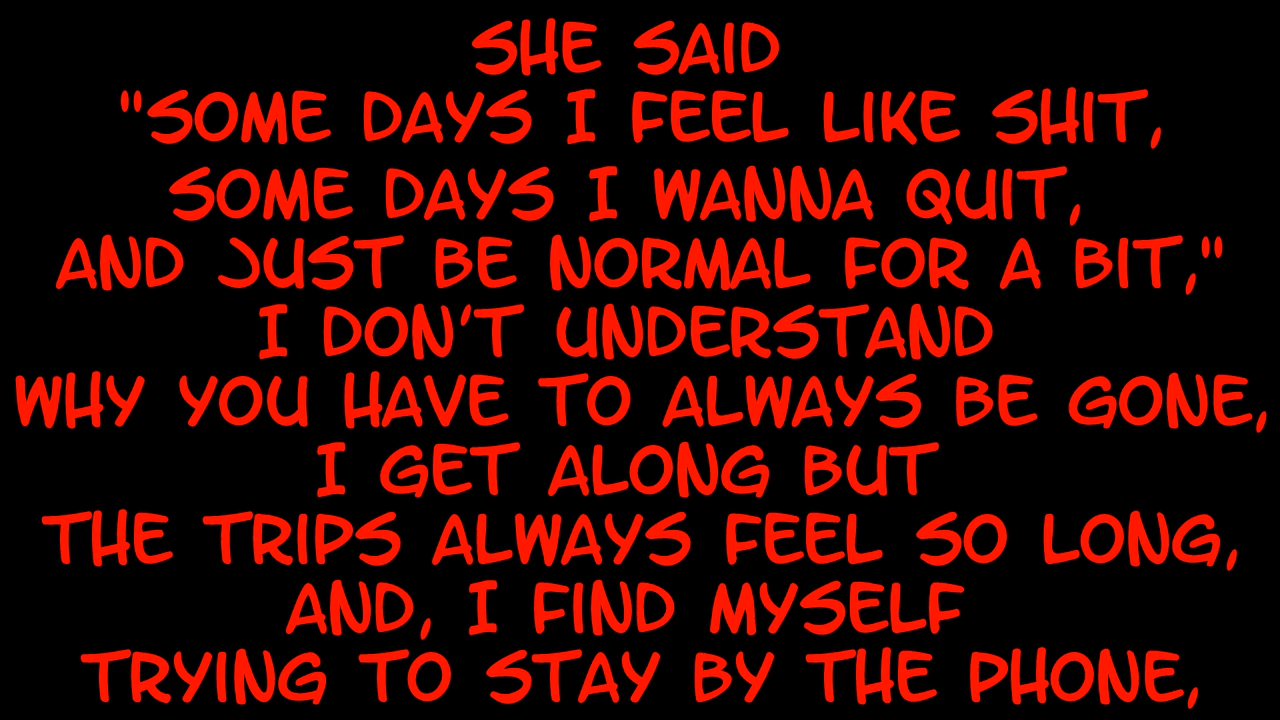 SHE SAID
"SOME DAYS I FEEL LIKE SHIT,
SOME DAYS I WANNA QUIT,
AND JUST BE NORMAL FOR A BIT,"
I DON'T UNDERSTAND
WHY YOU HAVE TO ALWAYS BE GONE,
I GET ALONG BUT
THE TRIPS ALWAYS FEEL SO LONG,
AND, I FIND MYSELF
TRYING TO STAY BY THE PHONE,